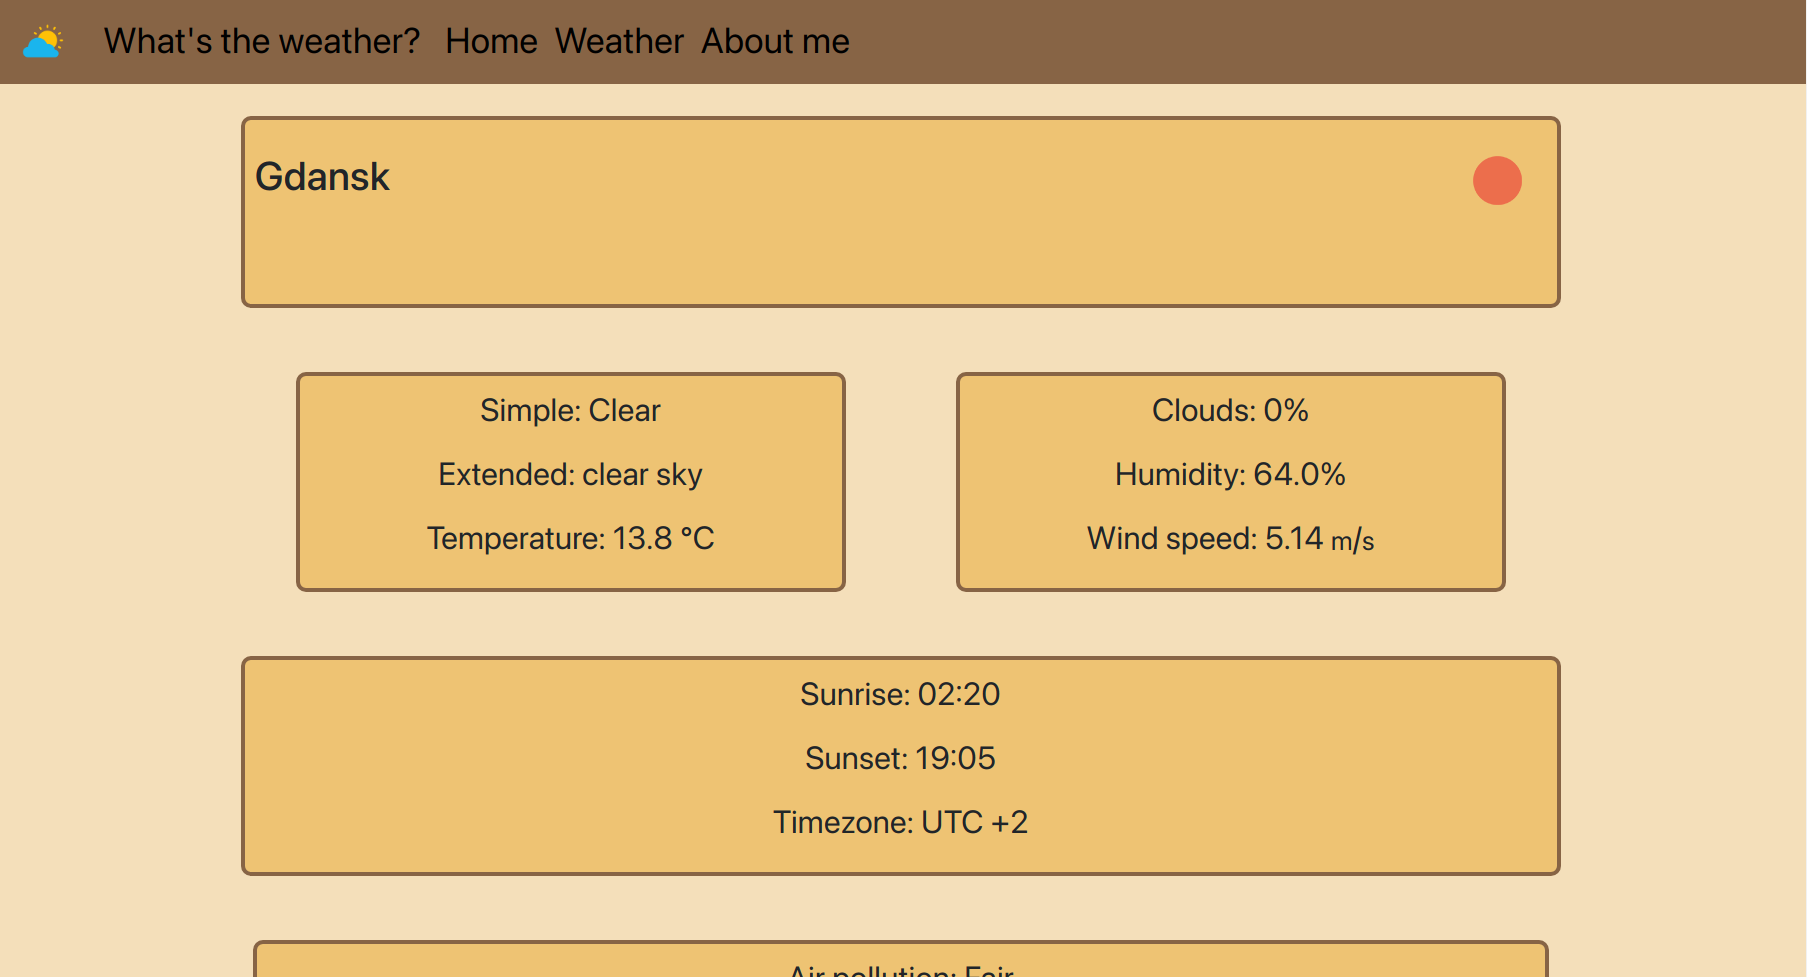 What's the weather? Home Weather About me
Gdansk
Simple: Clear
Extended: clear sky
Temperature: 13.8 °C
Clouds: 0%
Humidity: 64.0%
Wind speed: 5.14 m/s
Sunrise: 02:20
Sunset: 19:05
Timezone: UTC +2
Air pollution: Fair